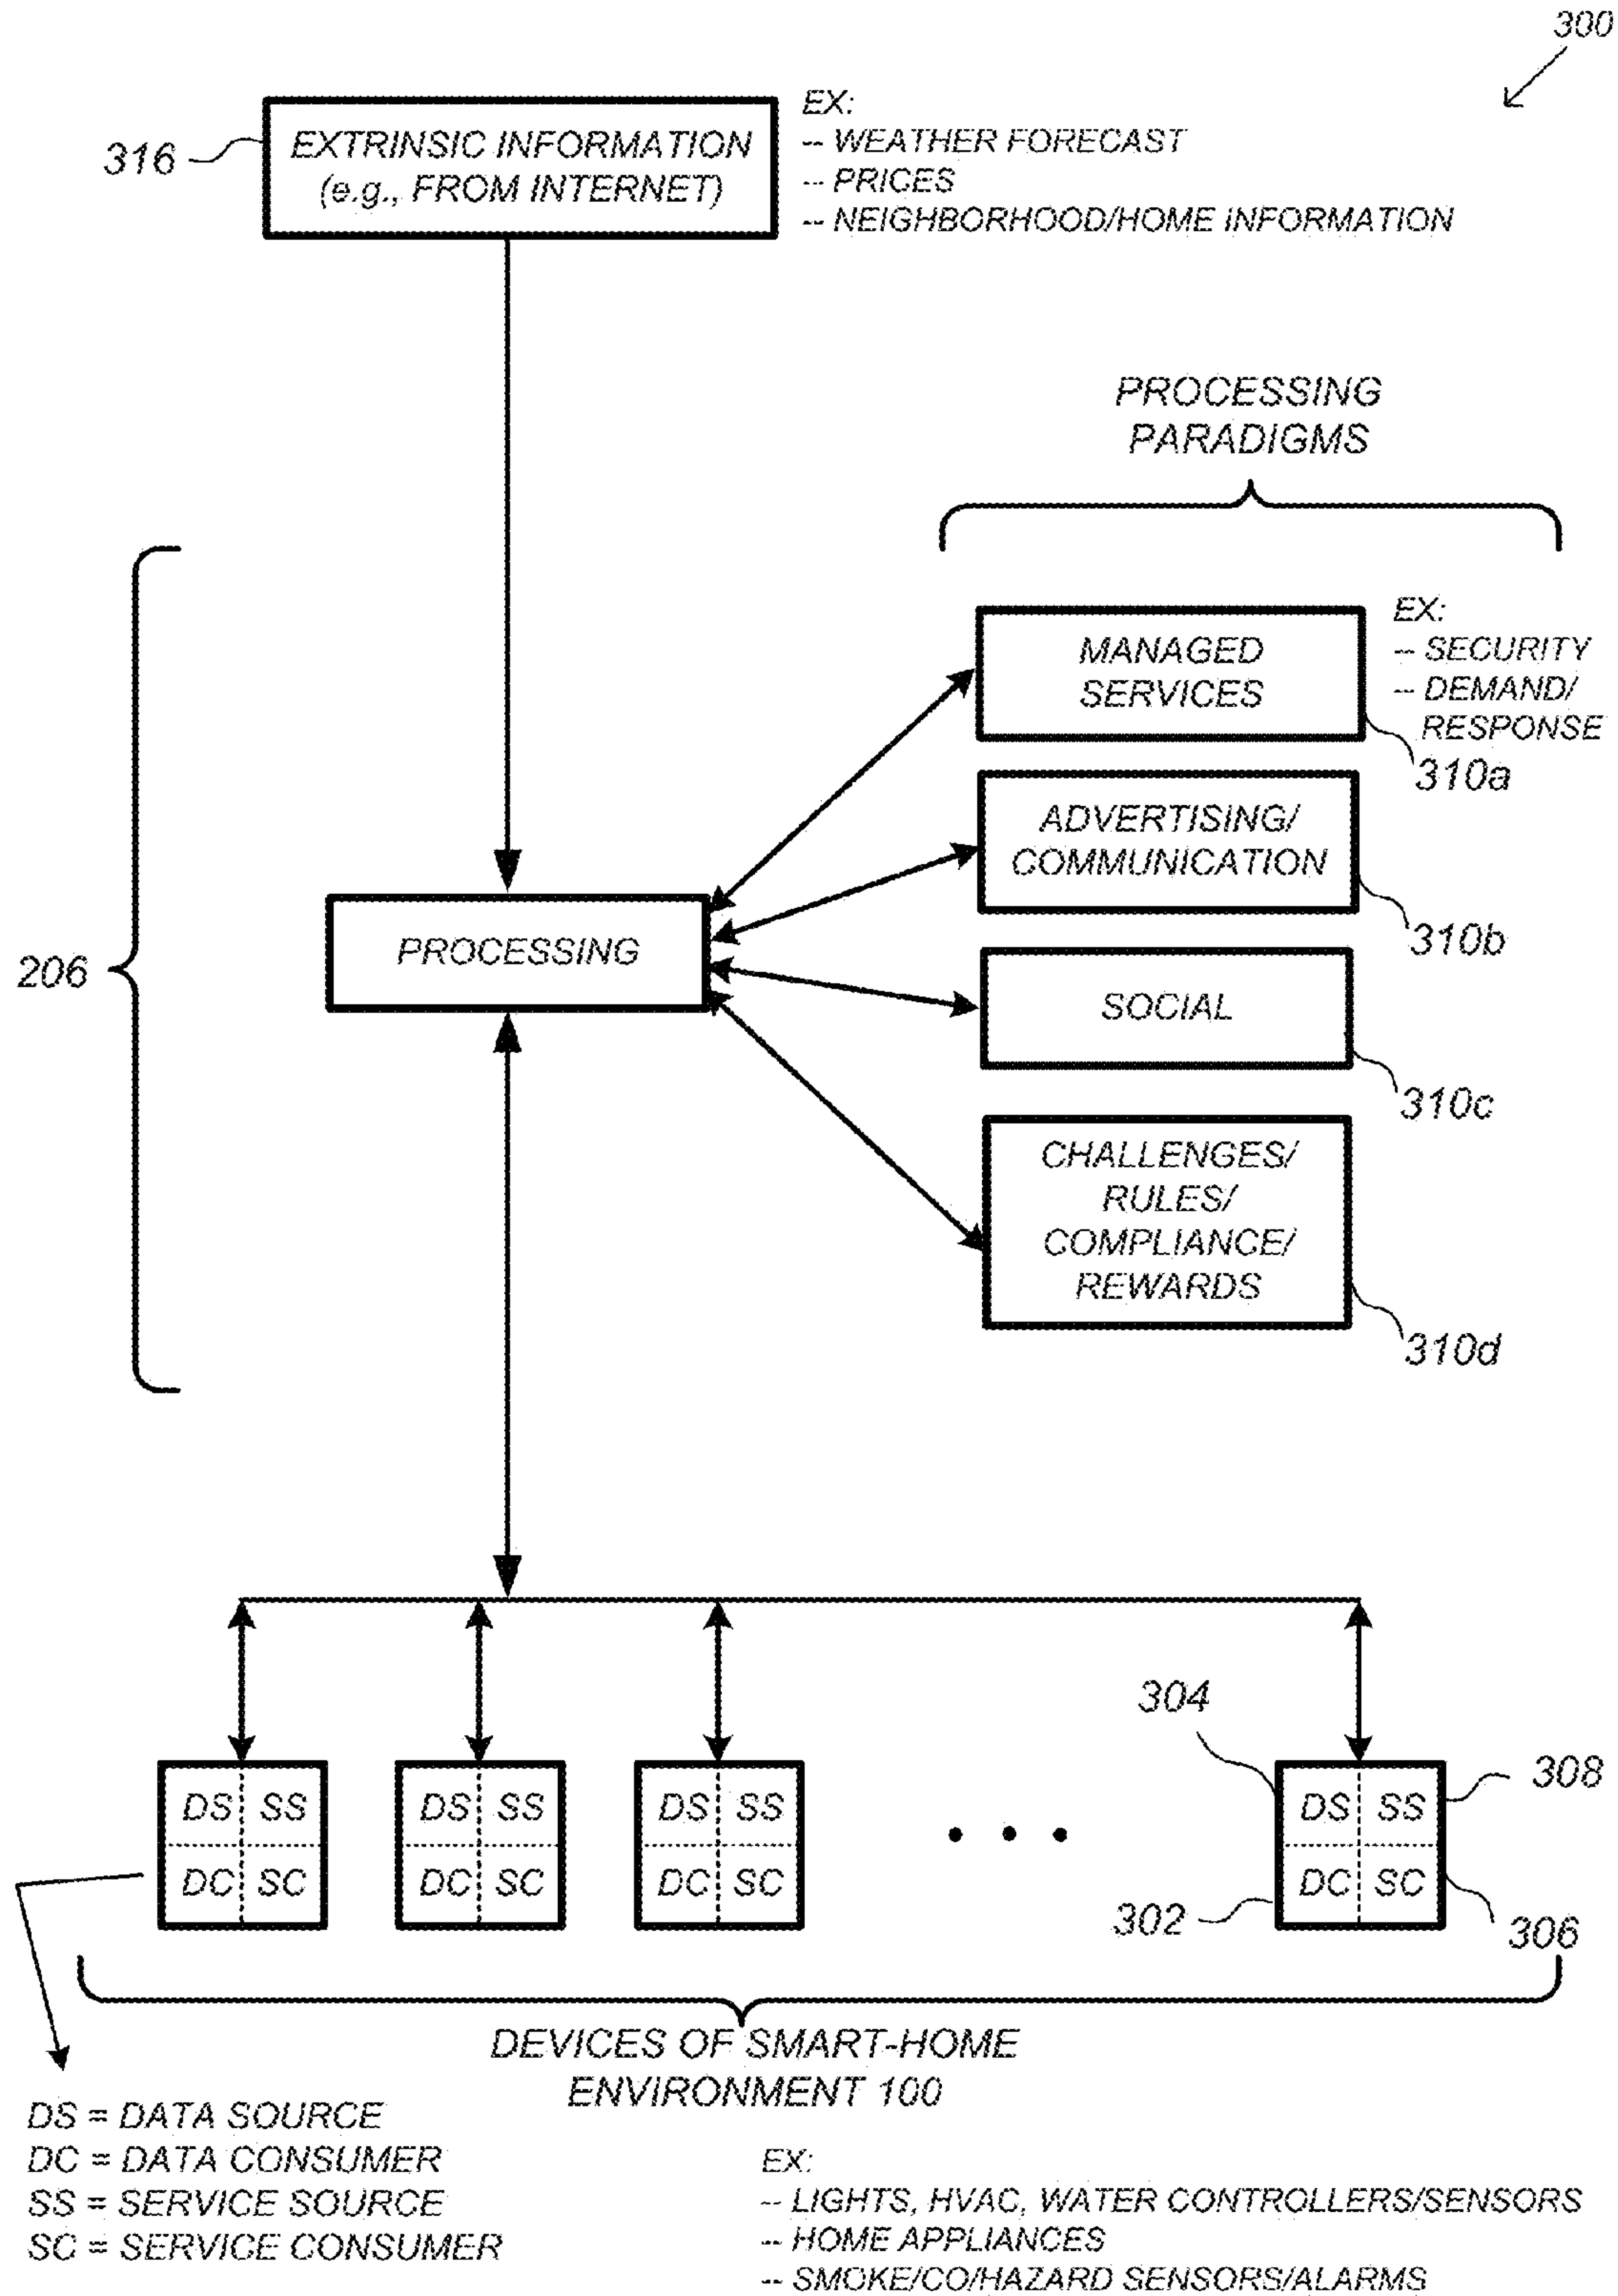 300
316
EXTRINSIC INFORMATION
(e.g., FROM INTERNET)
EX:
-- WEATHER FORECAST
-- PRICES
-- NEIGHBORHOOD/HOME INFORMATION
PROCESSING
PARADIGMS
206
PROCESSING
MANAGED
SERVICES
EX:
-- SECURITY
-- DEMAND/
RESPONSE
310a
ADVERTISING/
COMMUNICATION
310b
SOCIAL
310c
CHALLENGES/
RULES/
COMPLIANCE/
REWARDS
310d
304
308
302
306
DS SS
DC SC
DS SS
DC SC
DS SS
DC SC
• • •
DS SS
DC SC
DEVICES OF SMART-HOME
ENVIRONMENT 100
DS = DATA SOURCE
DC = DATA CONSUMER
SS = SERVICE SOURCE
SC = SERVICE CONSUMER
EX:
-- LIGHTS, HVAC, WATER CONTROLLERS/SENSORS
-- HOME APPLIANCES
-- SMOKE/CO/HAZARD SENSORS/ALARMS